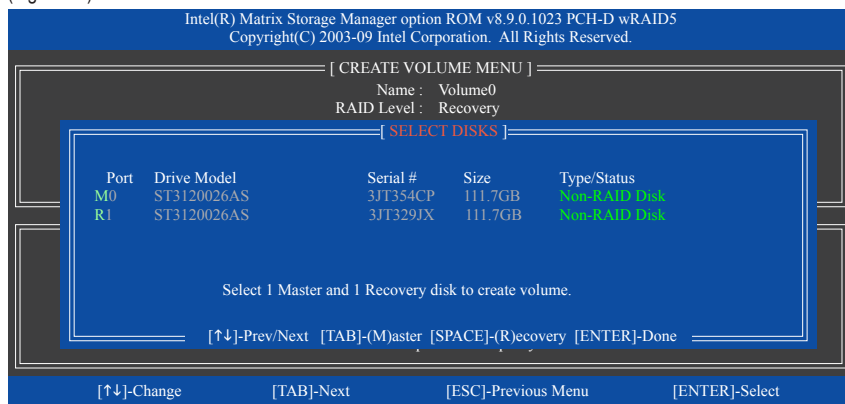 Intel(R) Matrix Storage Manager option ROM v8.9.0.1023 PCH-D wRAID5
Copyright(C) 2003-09 Intel Corporation. All Rights Reserved.
[ CREATE VOLUME MENU ]
Name : Volume0
RAID Level : Recovery
[ SELECT DISKS ]
Port Drive Model Serial # Size Type/Status
M0 ST3120026AS 3JT354CP 111.7GB Non-RAID Disk
R1 ST3120026AS 3JT329JX 111.7GB Non-RAID Disk
Select 1 Master and 1 Recovery disk to create volume.
[↑↓]-Prev/Next [TAB]-(M)aster [SPACE]-(R)ecovery [ENTER]-Done
[↑↓]-Change [TAB]-Next [ESC]-Previous Menu [ENTER]-Select